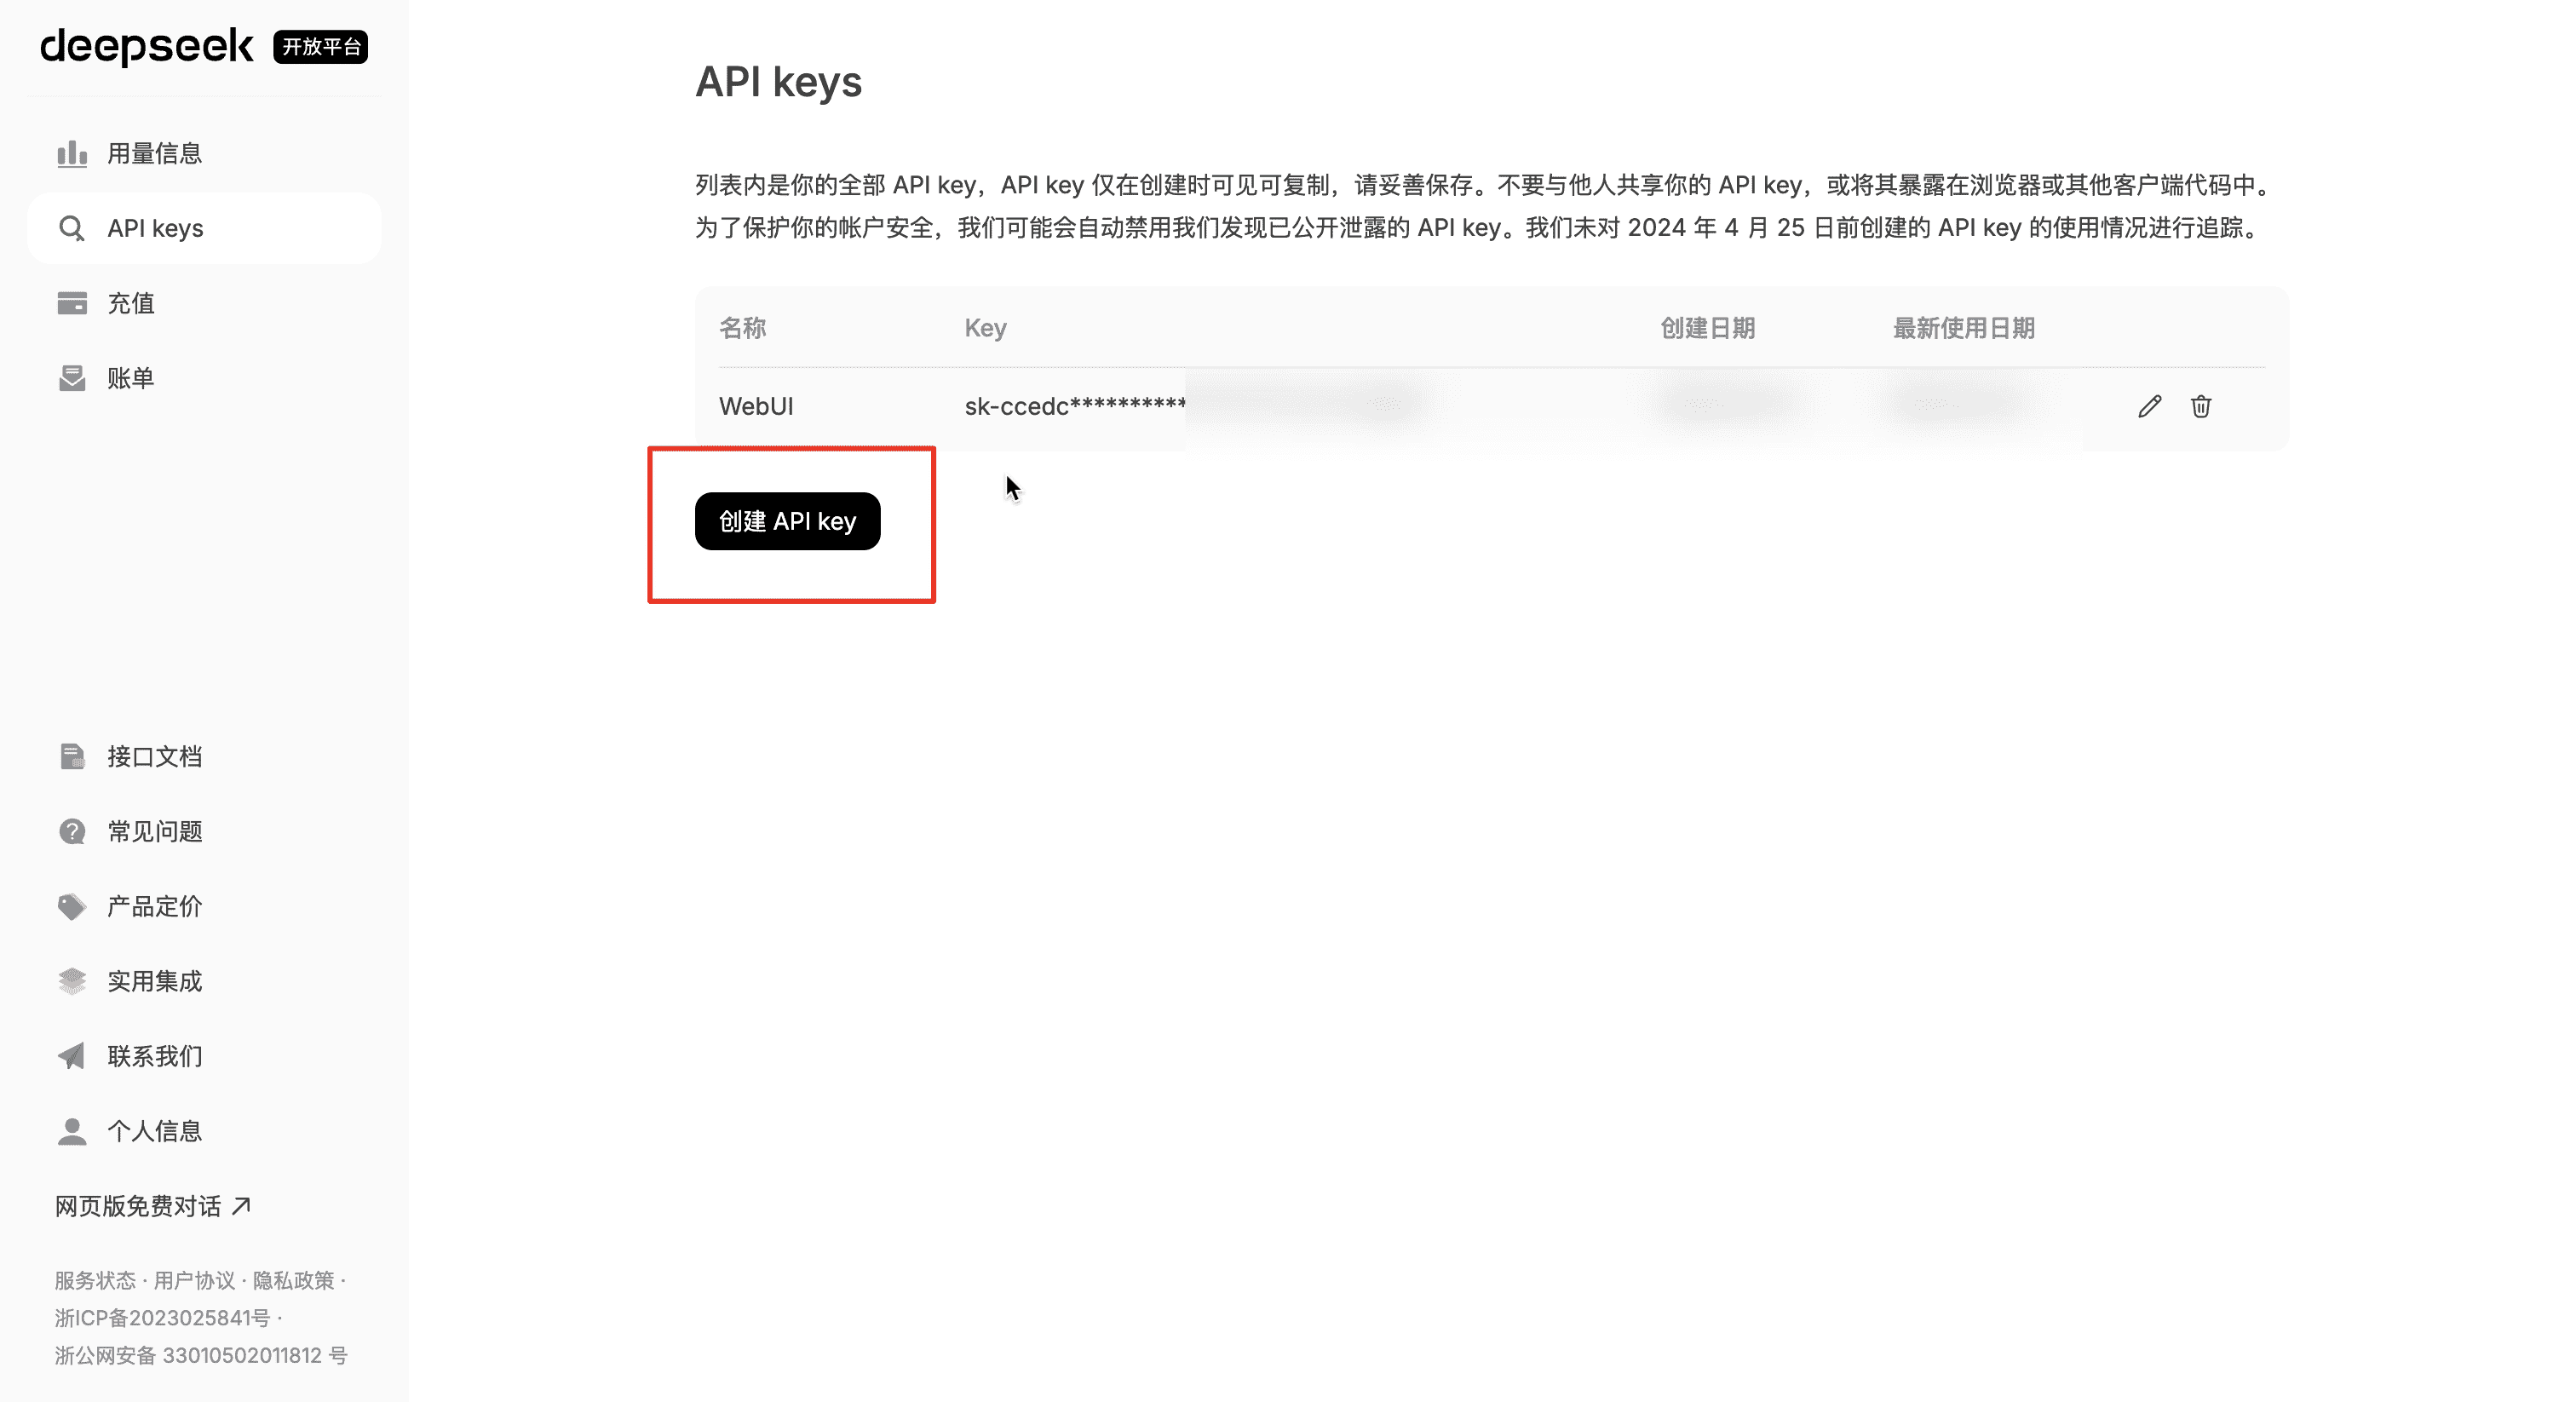 deepseek 开放平台
用量信息
API keys
充值
账单
接口文档
常见问题
产品定价
实用集成
联系我们
个人信息
网页版免费对话
服务状态 · 用户协议 · 隐私政策 ·
浙ICP备2023025841号 ·
浙公网安备 33010502011812 号
API keys
列表内是你的全部 API key，API key 仅在创建时可见可复制，请妥善保存。不要与他人共享你的 API key，或将其暴露在浏览器或其他客户端代码中。
为了保护你的帐户安全，我们可能会自动禁用我们发现已公开泄露的 API key。我们未对 2024 年 4 月 25 日前创建的 API key 的使用情况进行追踪。
名称 Key 创建日期 最新使用日期
WebUI sk-ccedc**********
创建 API key